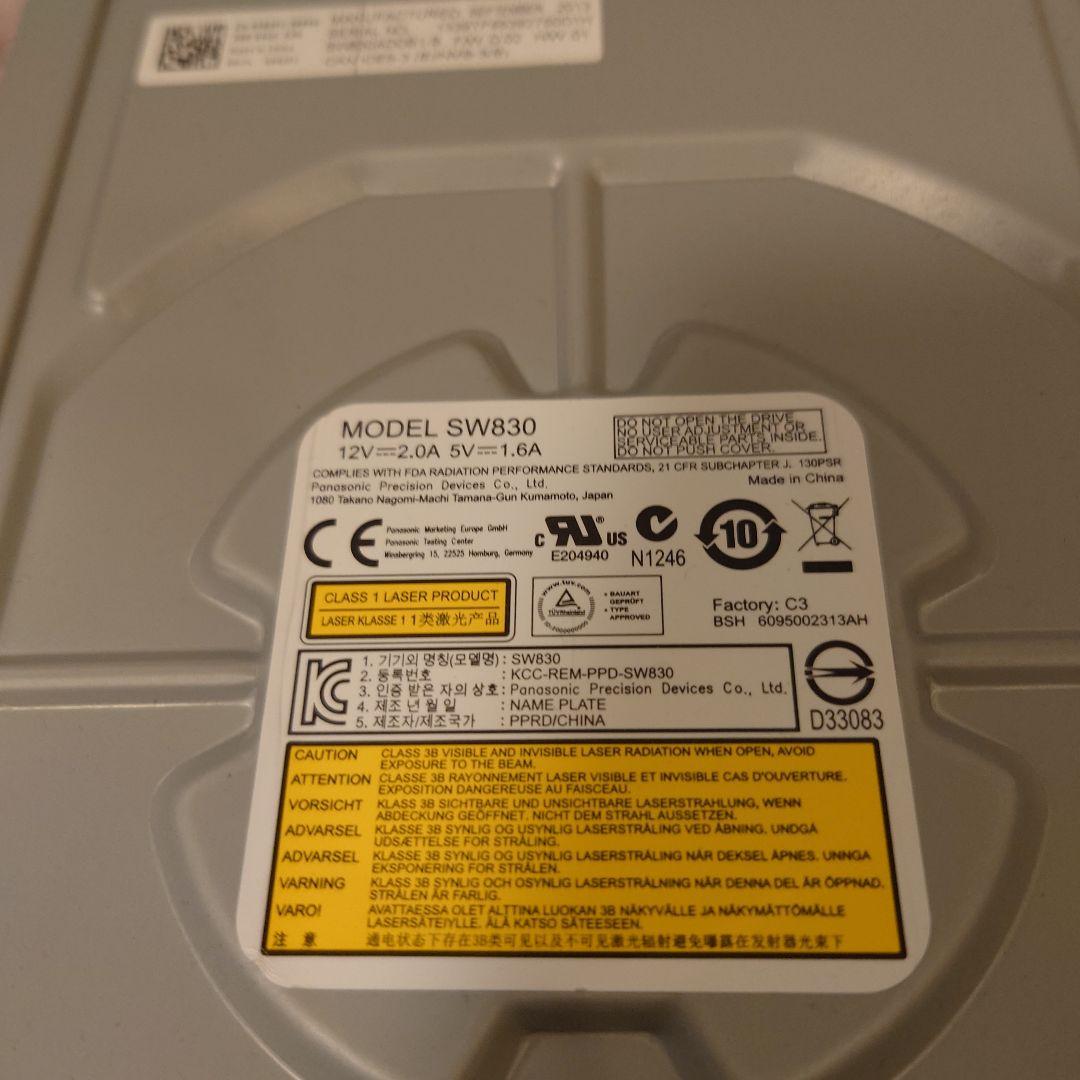 MANUFACTURED SEPTEMBER 2013
SERIAL NO.
MODEL SW830
12V⎓2.0A 5V⎓1.6A
DO NOT OPEN THE DRIVE.
NO USER ADJUSTMENT OR
SERVICEABLE PARTS INSIDE.
DO NOT PUSH COVER.
COMPLIES WITH FDA RADIATION PERFORMANCE STANDARDS, 21 CFR SUBCHAPTER J. 130PSR
Panasonic Precision Devices Co., Ltd.
Made in China
1080 Takano Nagomi-Machi Tamana-Gun Kumamoto, Japan
CE
Panasonic Marketing Europe GmbH
Panasonic Testing Center
Winsbergring 15, 22525 Hamburg, Germany
C RU ® US
E204940
N1246
10
CLASS 1 LASER PRODUCT
LASER KLASSE 1 1类激光产品
www.tuv.com
TÜVRheinland
• BAUART
GEPRÜFT
• TYPE
APPROVED
Factory: C3
BSH 6095002313AH
1. 기기의 명칭(모델명) : SW830
2. 등록번호 : KCC-REM-PPD-SW830
3. 인증 받은 자의 상호 : Panasonic Precision Devices Co., Ltd.
4. 제조 년 월 일 : NAME PLATE
5. 제조자/제조국가 : PPRD/CHINA
D33083
CAUTION CLASS 3B VISIBLE AND INVISIBLE LASER RADIATION WHEN OPEN, AVOID
EXPOSURE TO THE BEAM.
ATTENTION CLASSE 3B RAYONNEMENT LASER VISIBLE ET INVISIBLE CAS D'OUVERTURE.
EXPOSITION DANGEREUSE AU FAISCEAU.
VORSICHT KLASS 3B SICHTBARE UND UNSICHTBARE LASERSTRAHLUNG, WENN
ABDECKUNG GEÖFFNET. NICHT DEM STRAHL AUSSETZEN.
ADVARSEL KLASSE 3B SYNLIG OG USYNLIG LASERSTRÅLING VED ÅBNING. UNDGÅ
UDSÆTTELSE FOR STRÅLING.
ADVARSEL KLASSE 3B SYNLIG OG USYNLIG LASERSTRÅLING NÅR DEKSEL ÅPNES. UNNGA
EKSPONERING FOR STRÅLEN.
VARNING KLASS 3B SYNLIG OCH OSYNLIG LASERSTRÅLNING NÄR DENNA DEL ÄR ÖPPNAD.
STRÅLEN ÄR FARLIG.
VARO! AVATTAESSA OLET ALTTIINA LUOKAN 3B NÄKYVÄLLE JA NÄKYMÄTTÖMÄLLE
LASERSÄTEILYLLE. ÄLÄ KATSO SÄTEESEEN.
注 意 通电状态下存在3B类可见以及不可见激光辐射避免曝露在发射器光束下